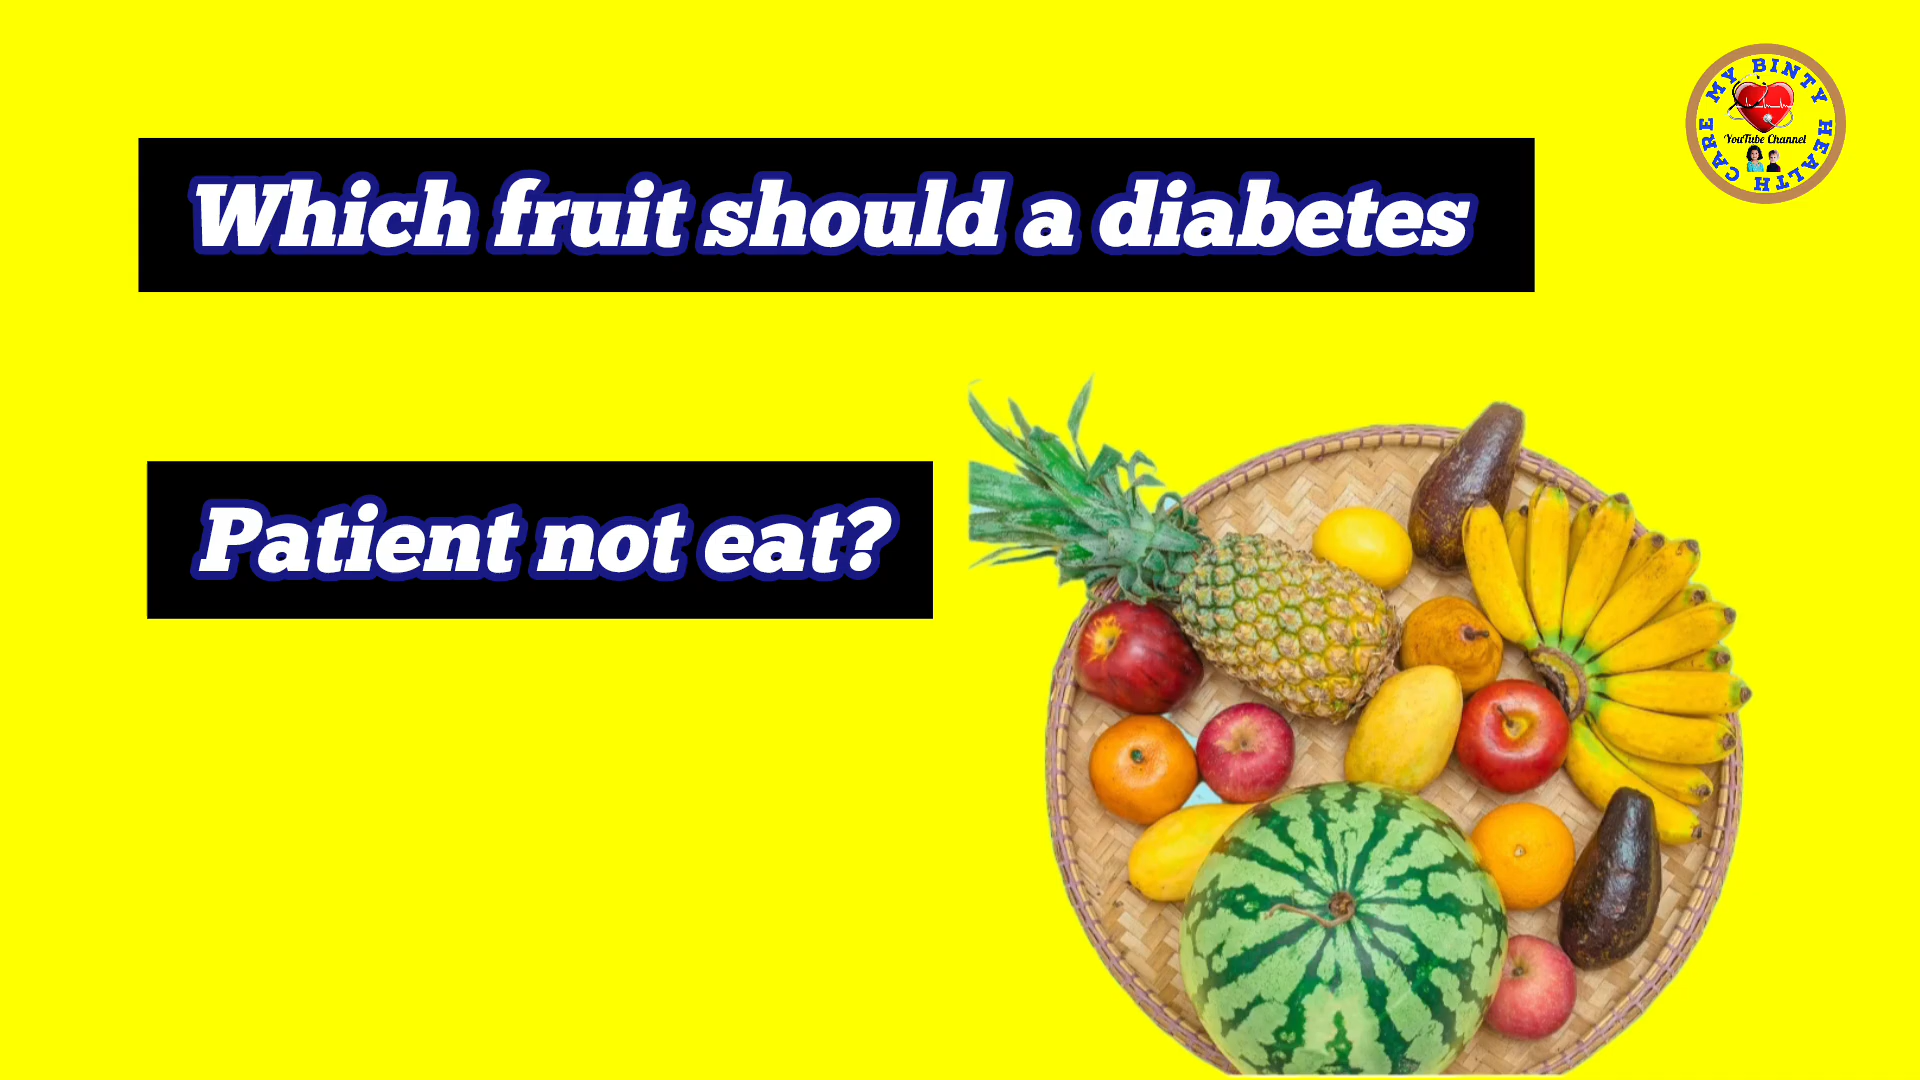 Which fruit should a diabetes
Patient not eat?
MY BINTY HEALTH CARE
YouTube Channel